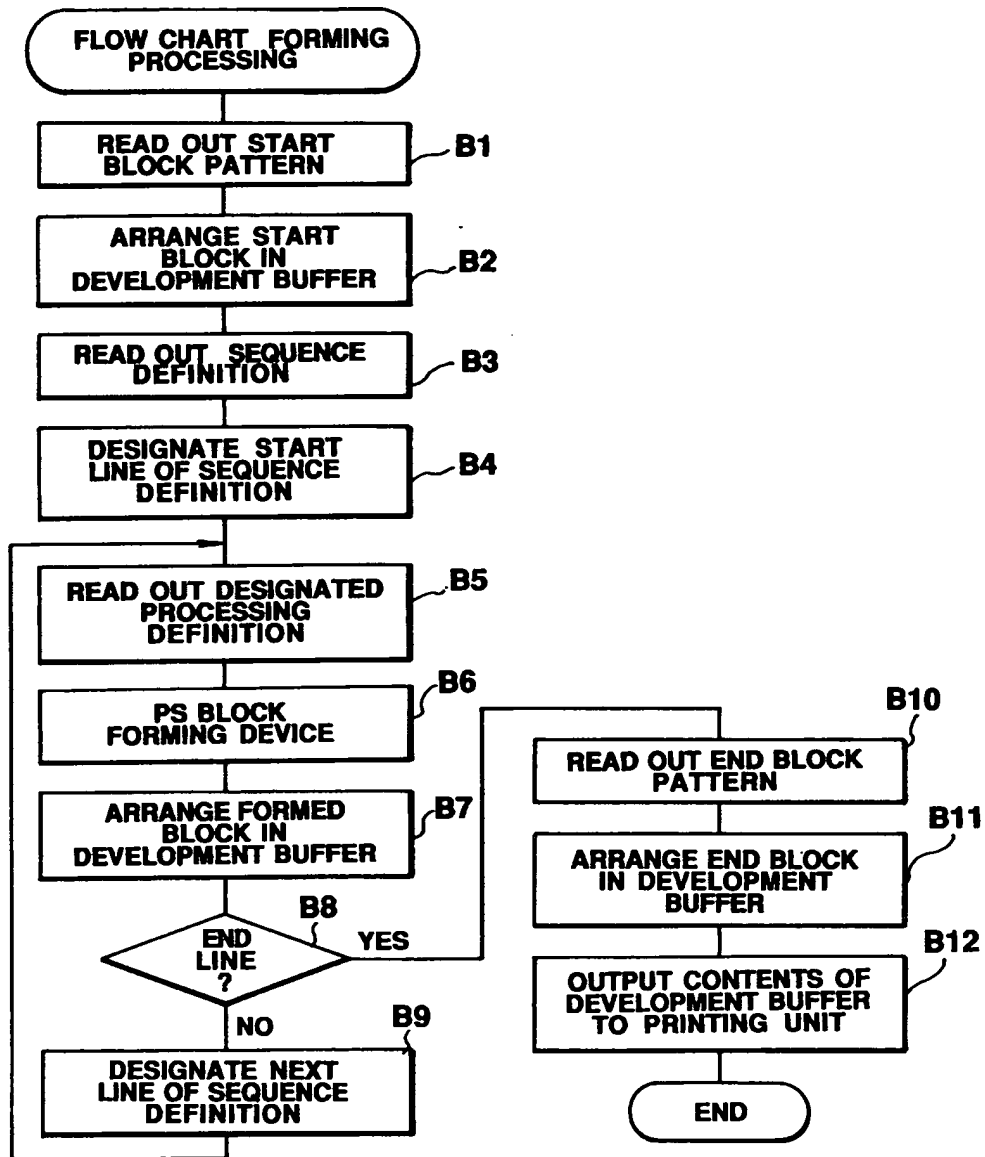 FLOW CHART FORMING
PROCESSING
READ OUT START
BLOCK PATTERN
B1
ARRANGE START
BLOCK IN
DEVELOPMENT BUFFER
B2
READ OUT SEQUENCE
DEFINITION
B3
DESIGNATE START
LINE OF SEQUENCE
DEFINITION
B4
READ OUT DESIGNATED
PROCESSING
DEFINITION
B5
PS BLOCK
FORMING DEVICE
B6
ARRANGE FORMED
BLOCK IN
DEVELOPMENT BUFFER
B7
END
LINE
?
B8
YES
NO
DESIGNATE NEXT
LINE OF SEQUENCE
DEFINITION
B9
READ OUT END BLOCK
PATTERN
B10
ARRANGE END BLOCK
IN DEVELOPMENT
BUFFER
B11
OUTPUT CONTENTS OF
DEVELOPMENT BUFFER
TO PRINTING UNIT
B12
END